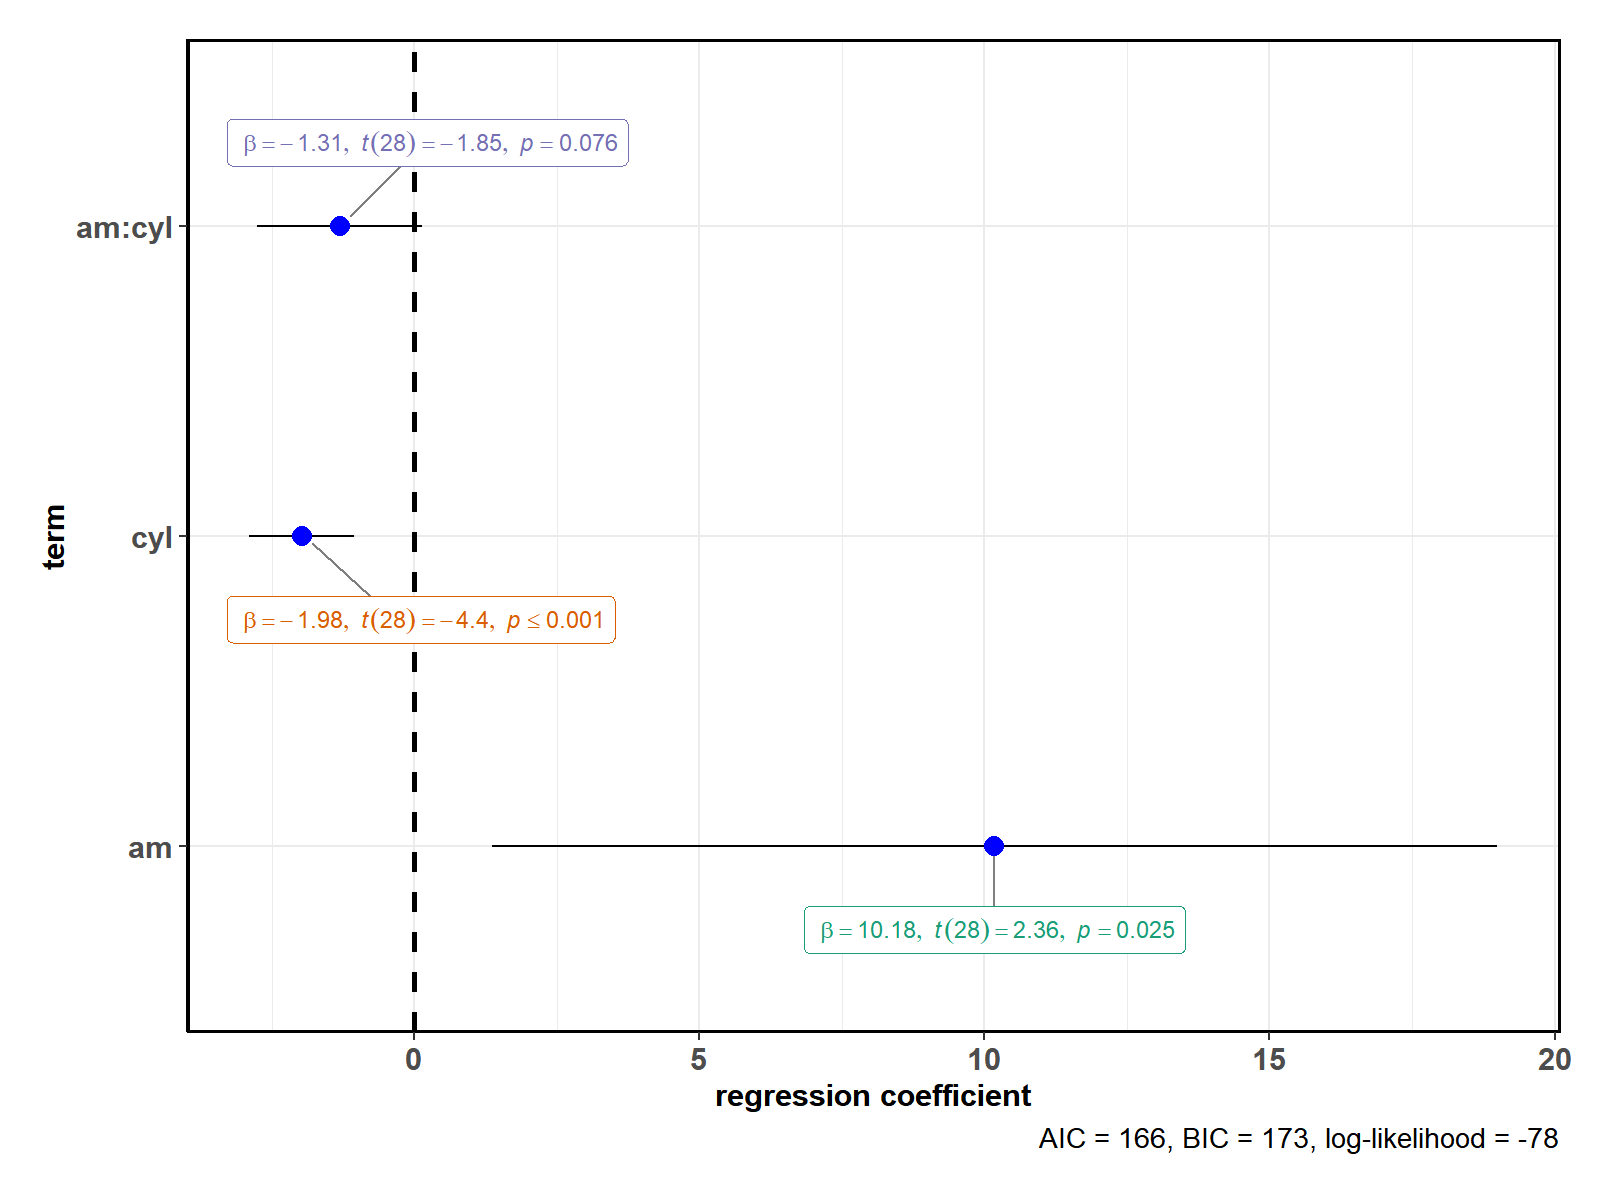 β = − 1.31, t(28) = − 1.85, p = 0.076
am:cyl
term
cyl
β = − 1.98, t(28) = − 4.4, p ≤ 0.001
am
β = 10.18, t(28) = 2.36, p = 0.025
0 5 10 15 20
regression coefficient
AIC = 166, BIC = 173, log-likelihood = -78